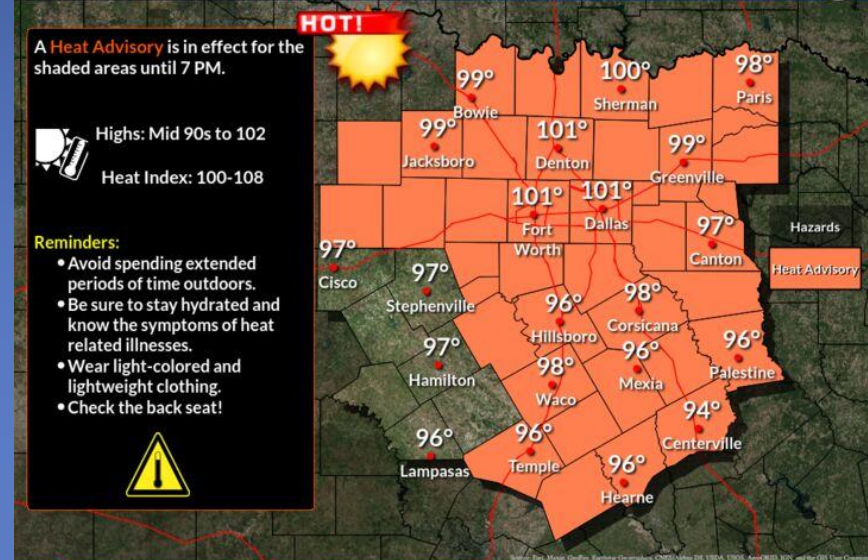 HOT!
A Heat Advisory is in effect for the
shaded areas until 7 PM.
Highs: Mid 90s to 102
Heat Index: 100-108
Reminders:
• Avoid spending extended
periods of time outdoors.
• Be sure to stay hydrated and
know the symptoms of heat
related illnesses.
• Wear light-colored and
lightweight clothing.
• Check the back seat!
99°
Bowie
100°
Sherman
98°
Paris
99°
Jacksboro
101°
Denton
99°
Greenville
101°
Fort
Worth
101°
Dallas
97°
Canton
97°
Cisco
97°
Stephenville
96°
Hillsboro
98°
Corsicana
97°
Hamilton
98°
Waco
96°
Mexia
96°
Palestine
96°
Lampasas
96°
Temple
94°
Centerville
96°
Hearne
Hazards
Heat Advisory